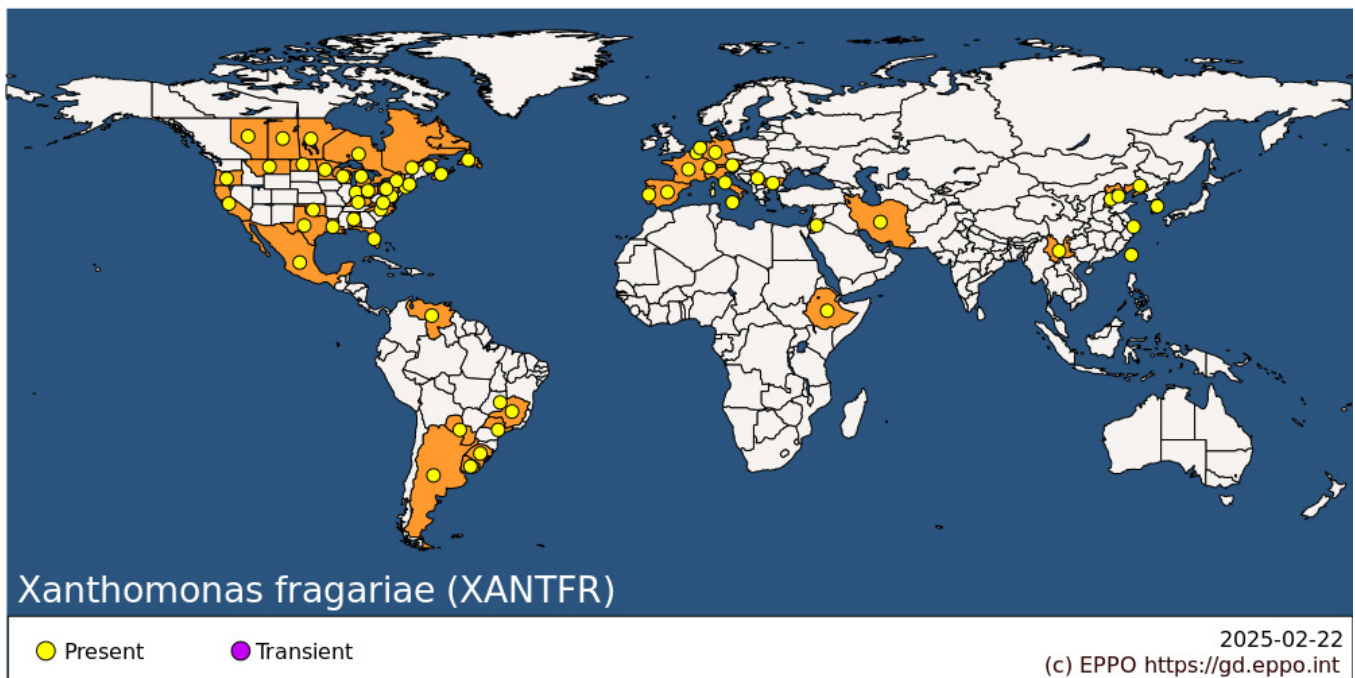 Xanthomonas fragariae (XANTFR)
Present
Transient
2025-02-22
(c) EPPO https://gd.eppo.int